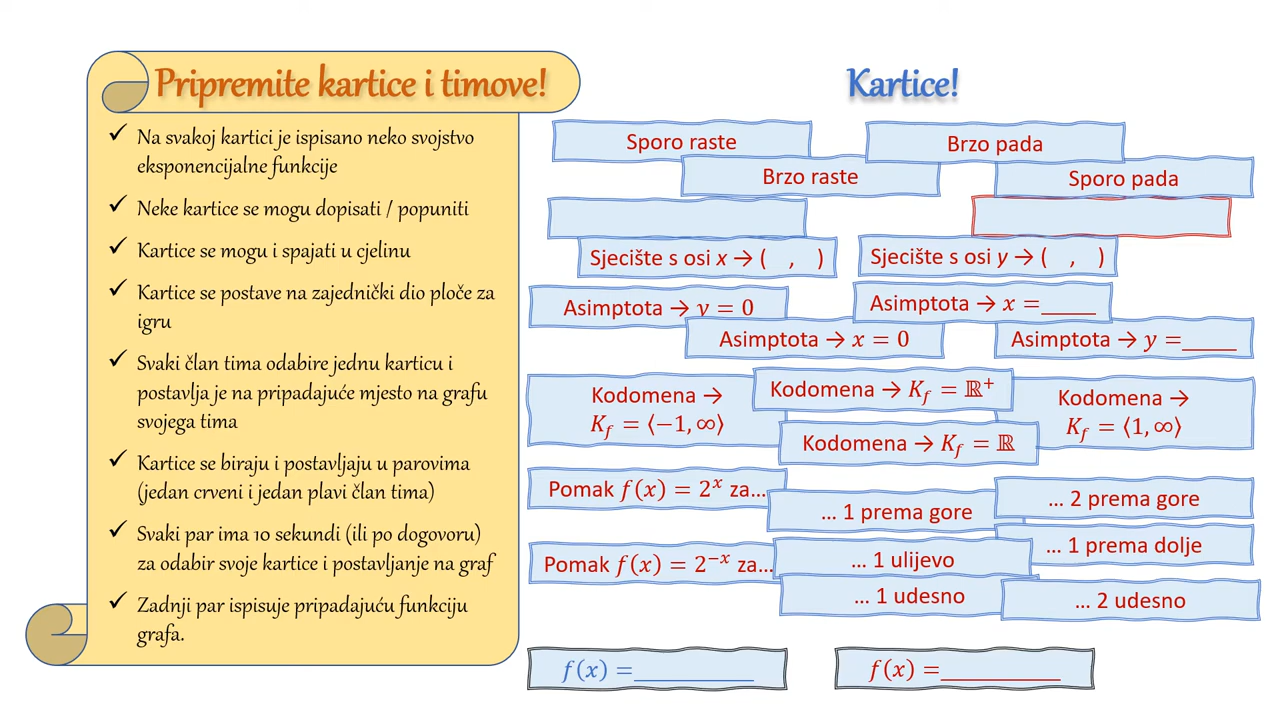 Pripremite kartice i timove!
✓ Na svakoj kartici je ispisano neko svojstvo
eksponencijalne funkcije
✓ Neke kartice se mogu dopisati / popuniti
✓ Kartice se mogu i spajati u cjelinu
✓ Kartice se postave na zajednički dio ploče za
igru
✓ Svaki član tima odabire jednu karticu i
postavlja je na pripadajuće mjesto na grafu
svojega tima
✓ Kartice se biraju i postavljaju u parovima
(jedan crveni i jedan plavi član tima)
✓ Svaki par ima 10 sekundi (ili po dogovoru)
za odabir svoje kartice i postavljanje na graf
✓ Zadnji par ispisuje pripadajuću funkciju
grafa.
Kartice!
Sporo raste
Brzo pada
Brzo raste
Sporo pada
Sjecište s osi x → ( , )
Sjecište s osi y → ( , )
Asimptota → y = 0
Asimptota → x =_____
Asimptota → x = 0
Asimptota → y =_____
Kodomena →
K_f = ⟨−1, ∞⟩
Kodomena → K_f = ℝ⁺
Kodomena → K_f = ℝ
Kodomena →
K_f = ⟨1, ∞⟩
Pomak f(x) = 2ˣ za...
... 1 prema gore
... 2 prema gore
... 1 prema dolje
Pomak f(x) = 2⁻ˣ za...
... 1 ulijevo
... 1 udesno
... 2 udesno
f(x) =___________
f(x) =___________